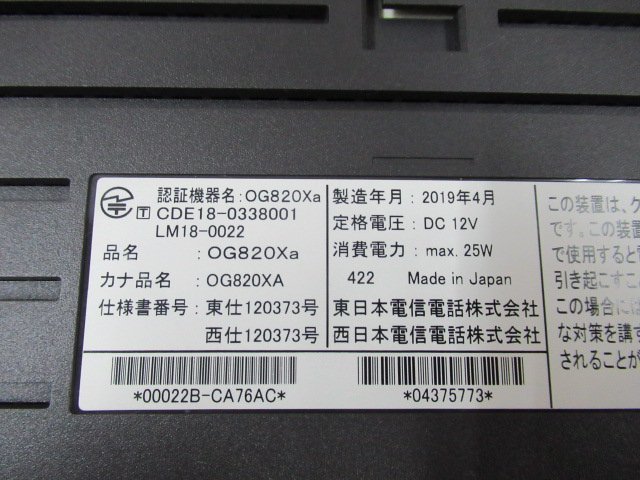 認証機器名:OG820Xa
T CDE18-0338001
LM18-0022
品名 :OG820Xa
カナ品名 :OG820XA
仕様書番号:東仕120373号
西仕120373号
製造年月:2019年4月
定格電圧:DC 12V
消費電力:max. 25W
422 Made in Japan
東日本電信電話株式会社
西日本電信電話株式会社
*00022B-CA76AC*
*04375773*
この装置は、ク
です。この装
で使用すると
引き起こすこ
この場合には
な対策を講す
されることが